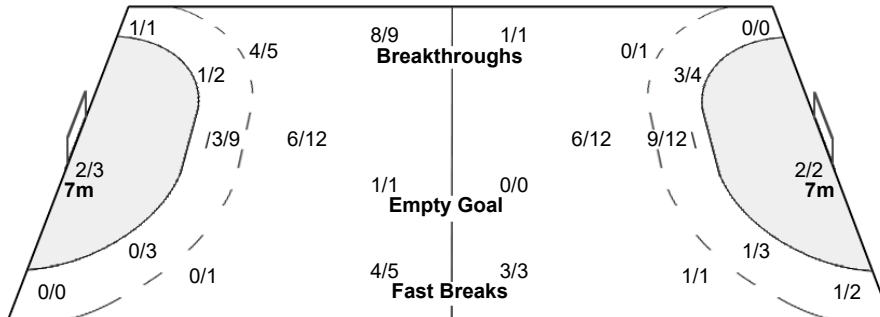 1/1 8/9 1/1 0/0
4/5 Breakthroughs 0/1
1/2 3/4
3/9 6/12 6/12 9/12
2/3 2/2
7m 1/1 0/0 7m
Empty Goal
0/3 1/3
0/0 0/1 4/5 3/3 1/1 1/2
Fast Breaks